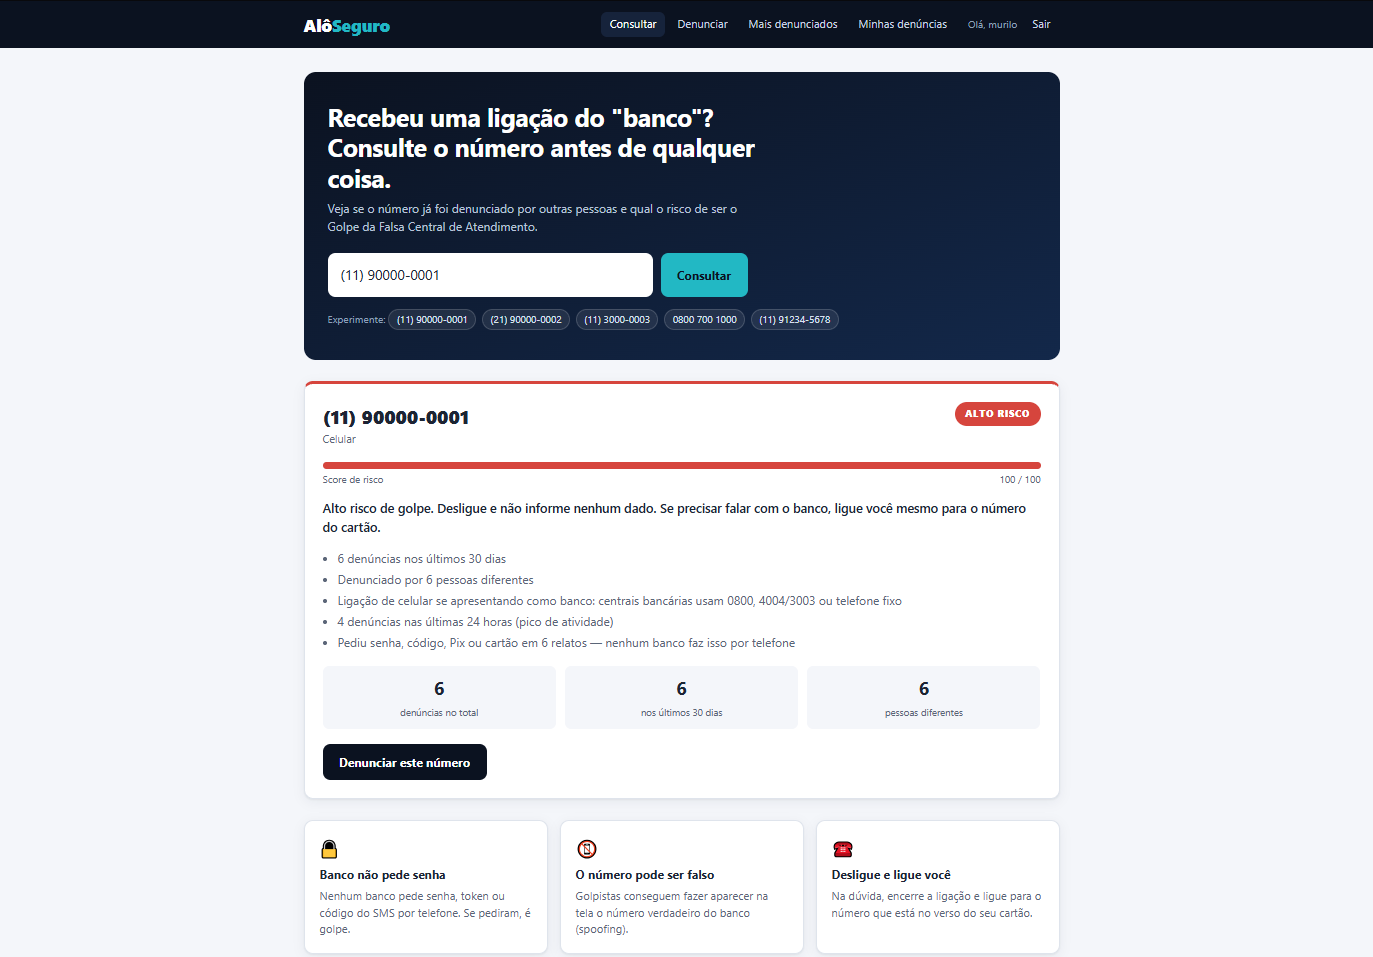 AlôSeguro
Consultar
Denunciar
Mais denunciados
Minhas denúncias
Olá, murilo
Sair
Recebeu uma ligação do "banco"?
Consulte o número antes de qualquer
coisa.
Veja se o número já foi denunciado por outras pessoas e qual o risco de ser o
Golpe da Falsa Central de Atendimento.
(11) 90000-0001
Consultar
Experimente:
(11) 90000-0001
(21) 90000-0002
(11) 3000-0003
0800 700 1000
(11) 91234-5678
(11) 90000-0001
ALTO RISCO
Celular
Score de risco
100 / 100
Alto risco de golpe. Desligue e não informe nenhum dado. Se precisar falar com o banco, ligue você mesmo para o número
do cartão.
• 6 denúncias nos últimos 30 dias
• Denunciado por 6 pessoas diferentes
• Ligação de celular se apresentando como banco: centrais bancárias usam 0800, 4004/3003 ou telefone fixo
• 4 denúncias nas últimas 24 horas (pico de atividade)
• Pediu senha, código, Pix ou cartão em 6 relatos — nenhum banco faz isso por telefone
6
denúncias no total
6
nos últimos 30 dias
6
pessoas diferentes
Denunciar este número
Banco não pede senha
Nenhum banco pede senha, token ou
código do SMS por telefone. Se pediram, é
golpe.
O número pode ser falso
Golpistas conseguem fazer aparecer na
tela o número verdadeiro do banco
(spoofing).
Desligue e ligue você
Na dúvida, encerre a ligação e ligue para o
número que está no verso do seu cartão.